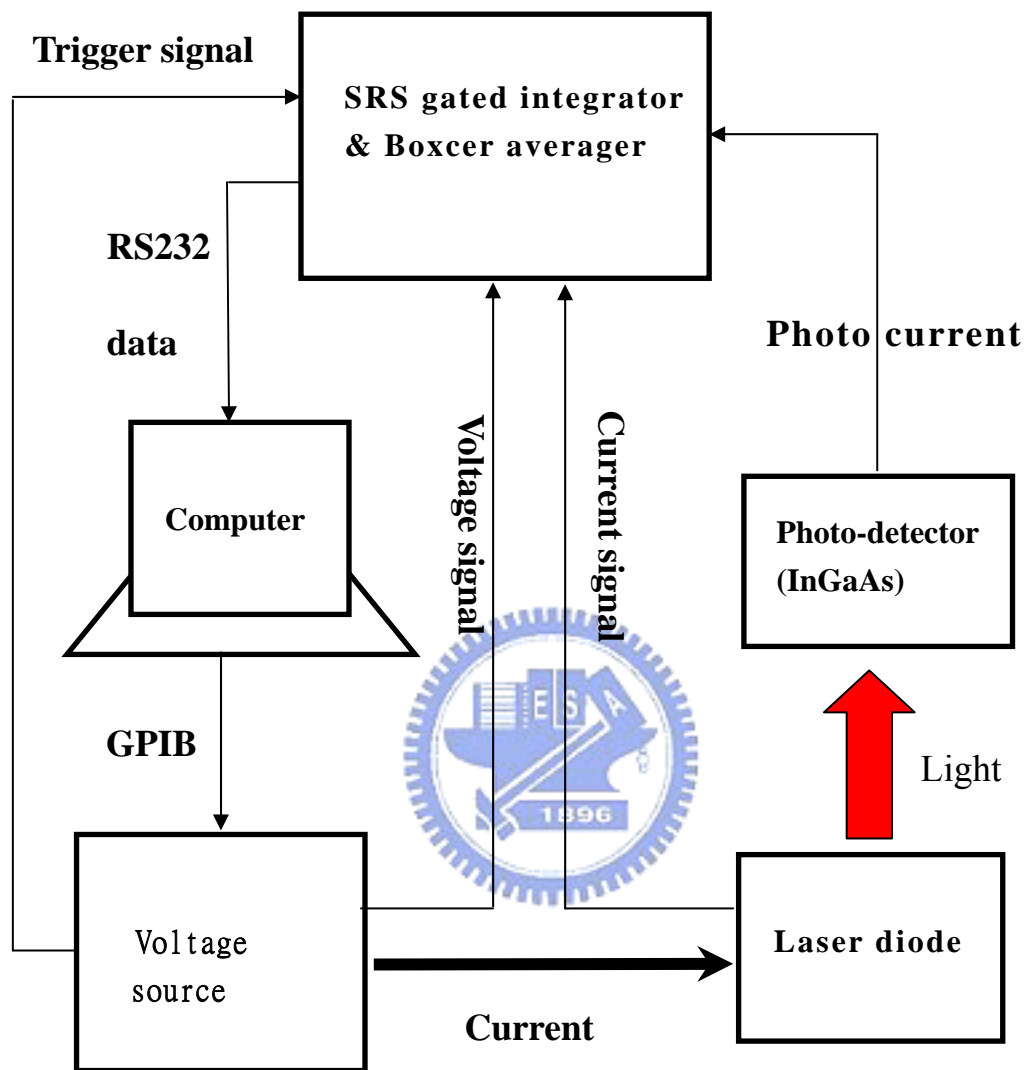 Trigger signal
SRS gated integrator
& Boxcer averager
RS232
data
Photo current
Voltage signal
Current signal
Computer
Photo-detector
(InGaAs)
GPIB
Light
E S A
1896
Voltage
source
Laser diode
Current